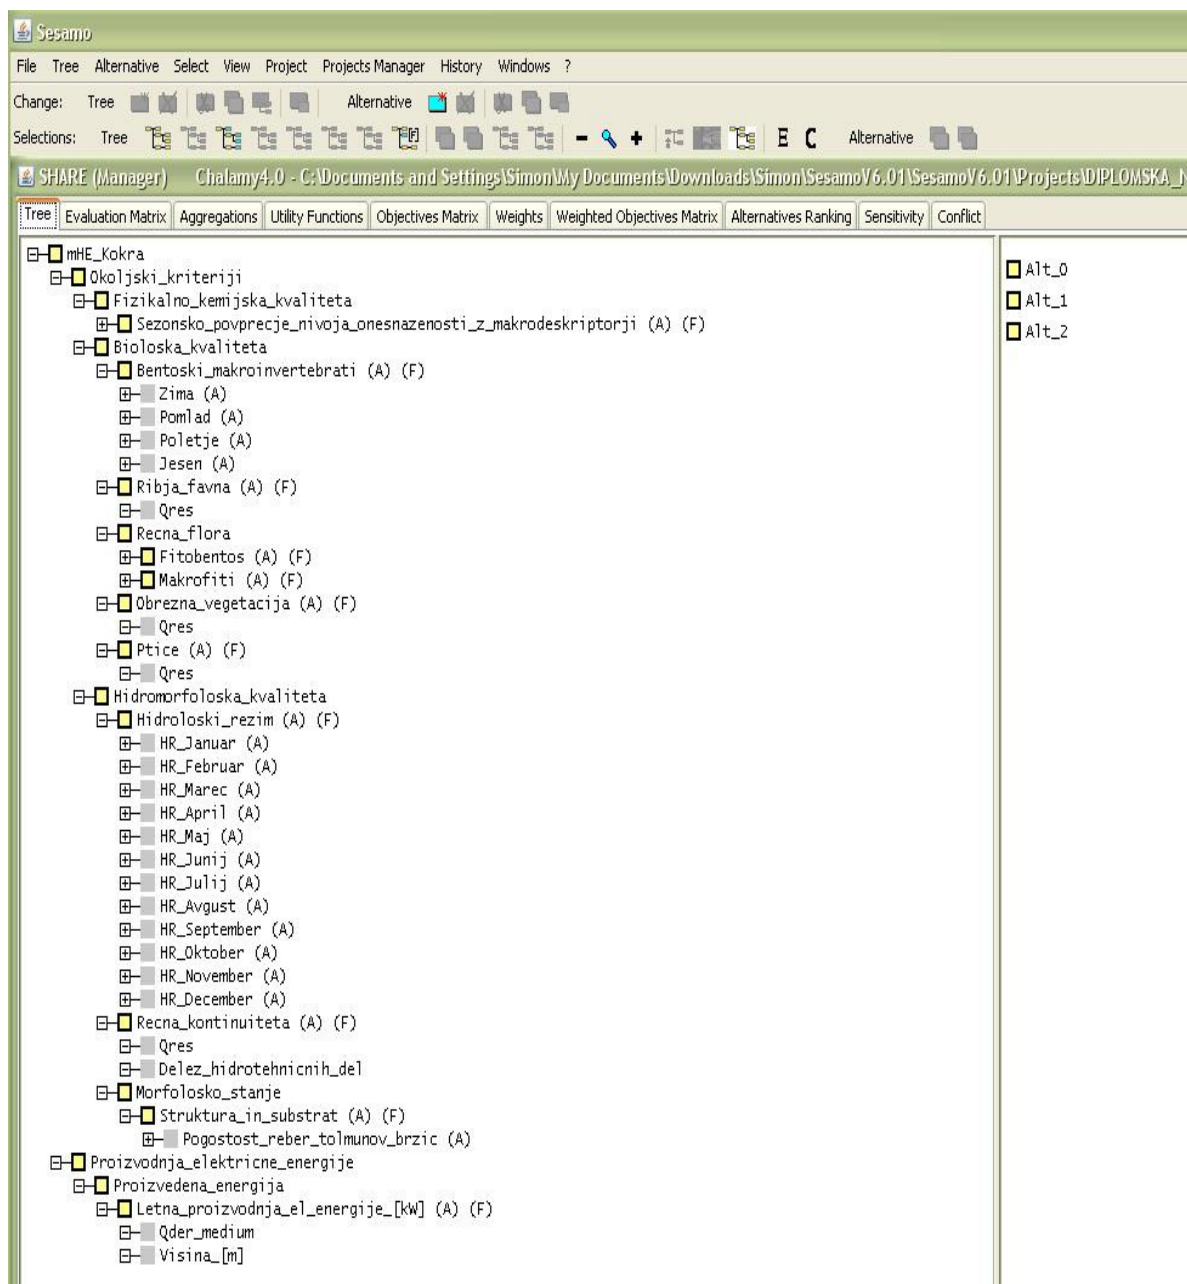 Sesamo
File Tree Alternative Select View Project Projects Manager History Windows ?
Change: Tree Alternative
Selections: Tree [F] E C Alternative
SHARE (Manager) Chalamy4.0 - C:\Documents and Settings\Simon\My Documents\Downloads\Simon\SesamoV6.01\SesamoV6.01\Projects\DIPLOMSKA_N
Tree Evaluation Matrix Aggregations Utility Functions Objectives Matrix Weights Weighted Objectives Matrix Alternatives Ranking Sensitivity Conflict
mHE_Kokra
Okoljski_kriteriji
Fizikalno_kemijska_kvaliteta
Sezonsko_povprecje_nivoja_onesnazenosti_z_makrodeskriptorji (A) (F)
Bioloska_kvaliteta
Bentoski_makroinvertebrati (A) (F)
Zima (A)
Pomlad (A)
Poletje (A)
Jesen (A)
Ribja_favna (A) (F)
Qres
Recna_flora
Fitobentos (A) (F)
Makrofiti (A) (F)
Obrezna_vegetacija (A) (F)
Qres
Ptice (A) (F)
Qres
Hidromorfoloska_kvaliteta
Hidroloski_rezim (A) (F)
HR_Januar (A)
HR_Februar (A)
HR_Marec (A)
HR_April (A)
HR_Maj (A)
HR_Junij (A)
HR_Julij (A)
HR_Avgust (A)
HR_September (A)
HR_Oktober (A)
HR_November (A)
HR_December (A)
Recna_kontinuiteta (A) (F)
Qres
Delez_hidrotehnicnih_del
Morfolosko_stanje
Struktura_in_substrat (A) (F)
Pogostost_reber_tolmunov_brzic (A)
Proizvodnja_elektricne_energije
Proizvedena_energija
Letna_proizvodnja_el_energije_[kW] (A) (F)
Qder_medium
Visina_[m]
Alt_0
Alt_1
Alt_2